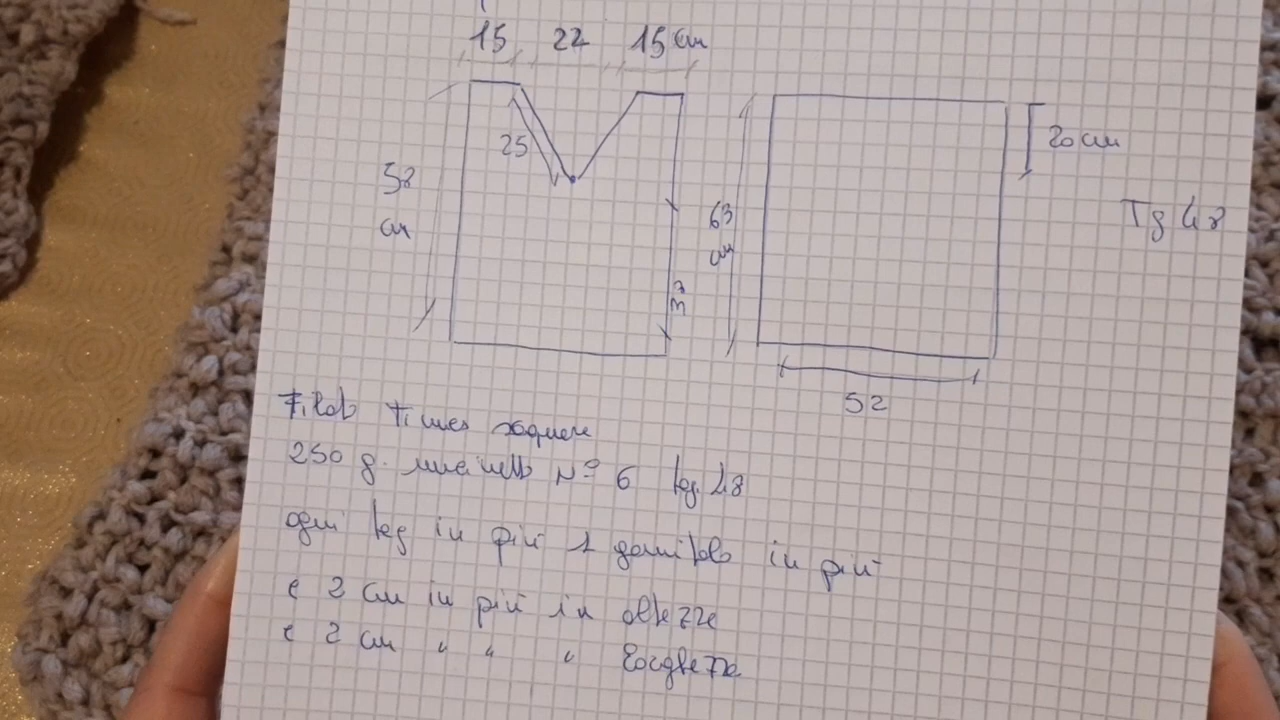 15 22 15 cm
25
58
cm
63
cm
20 cm
Tg 48
52
Filato Times square
250 g. uncinetto N° 6 tg. 48
ogni tg in più 1 gomitolo in più
e 2 cm in più in altezza
e 2 cm " " " larghezza